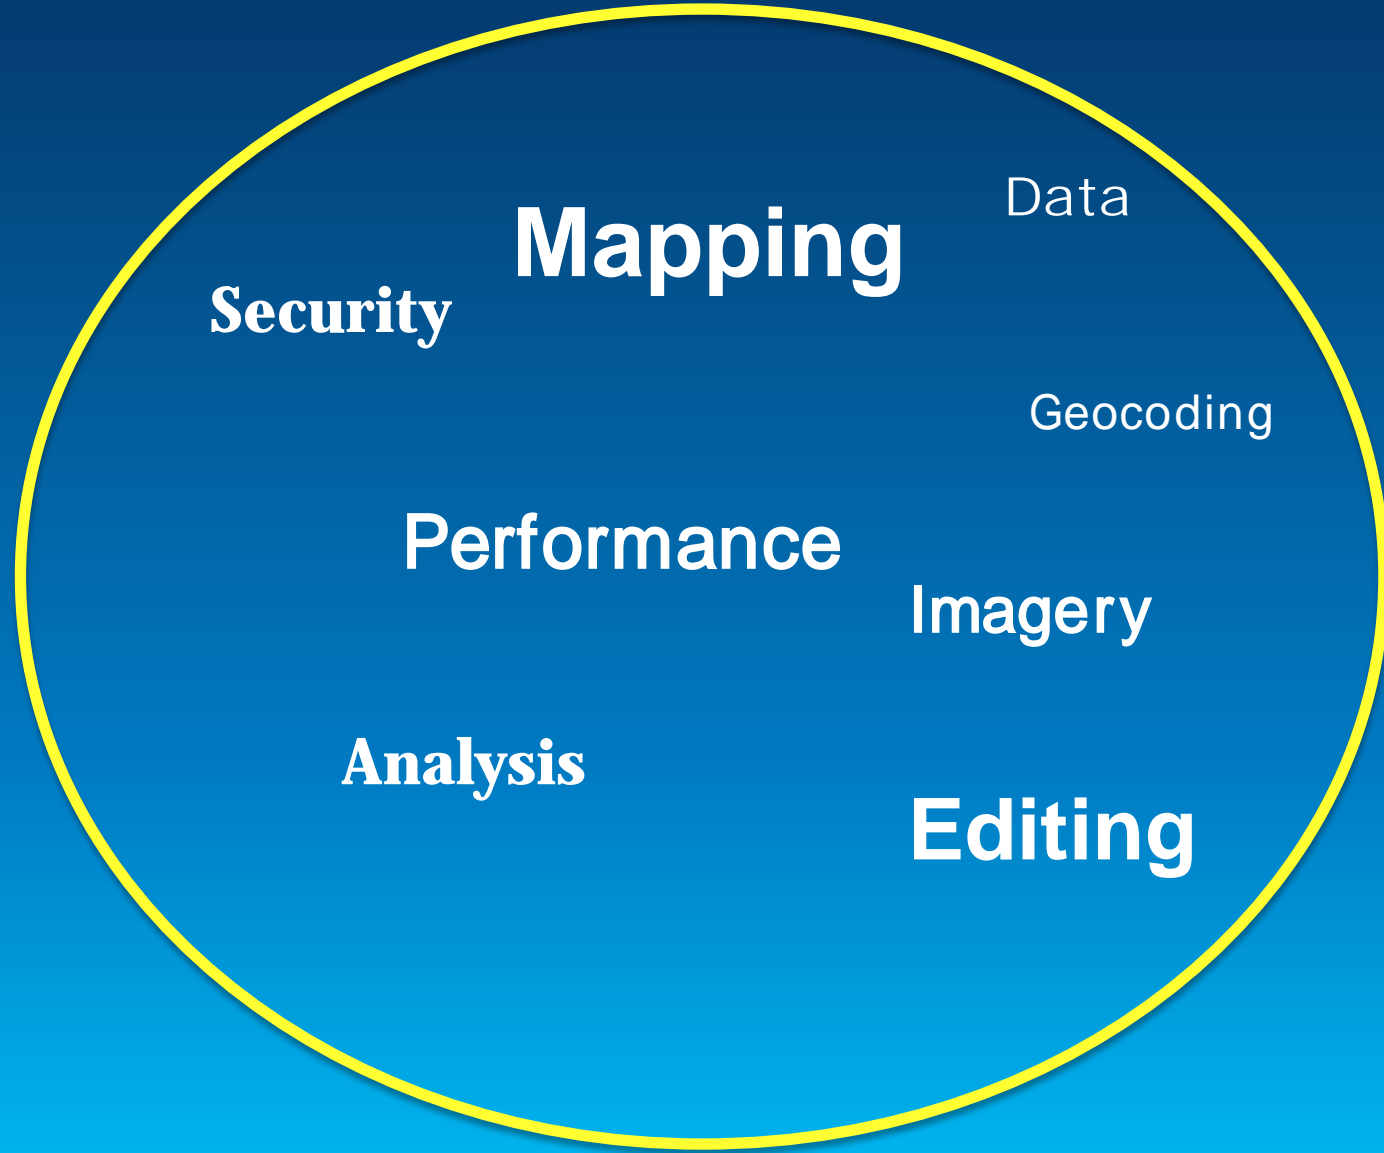 Data
Mapping
Security
Geocoding
Performance
Imagery
Analysis
Editing